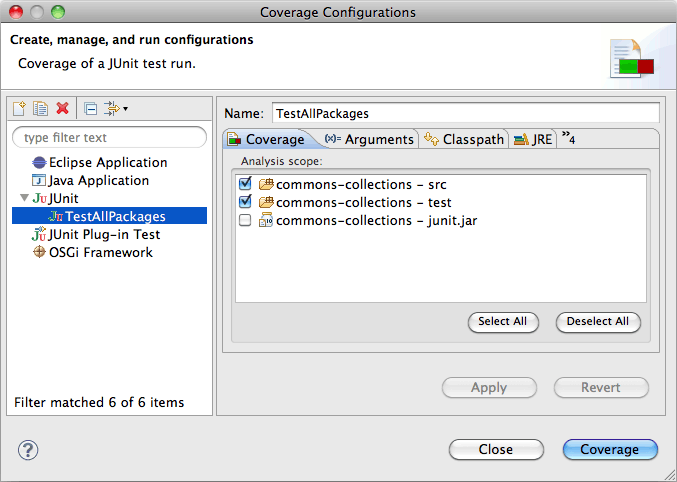 Coverage Configurations
Create, manage, and run configurations
Coverage of a JUnit test run.
type filter text
Eclipse Application
Java Application
JUnit
TestAllPackages
JUnit Plug-in Test
OSGi Framework
Filter matched 6 of 6 items
Name: TestAllPackages
Coverage (x)= Arguments Classpath JRE »4
Analysis scope:
commons-collections – src
commons-collections – test
commons-collections – junit.jar
Select All Deselect All
Apply Revert
? Close Coverage